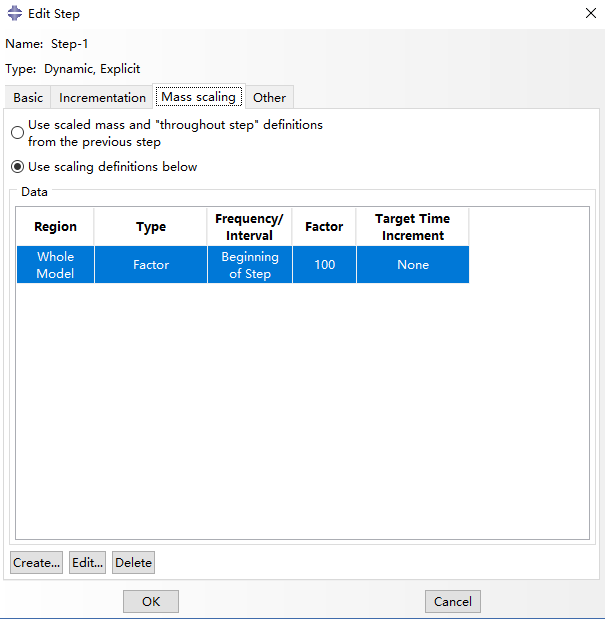 Edit Step
Name: Step-1
Type: Dynamic, Explicit
Basic Incrementation Mass scaling Other
Use scaled mass and "throughout step" definitions
from the previous step
Use scaling definitions below
Data
Region Type Frequency/ Interval Factor Target Time Increment
Whole Model Factor Beginning of Step 100 None
Create... Edit... Delete
OK Cancel